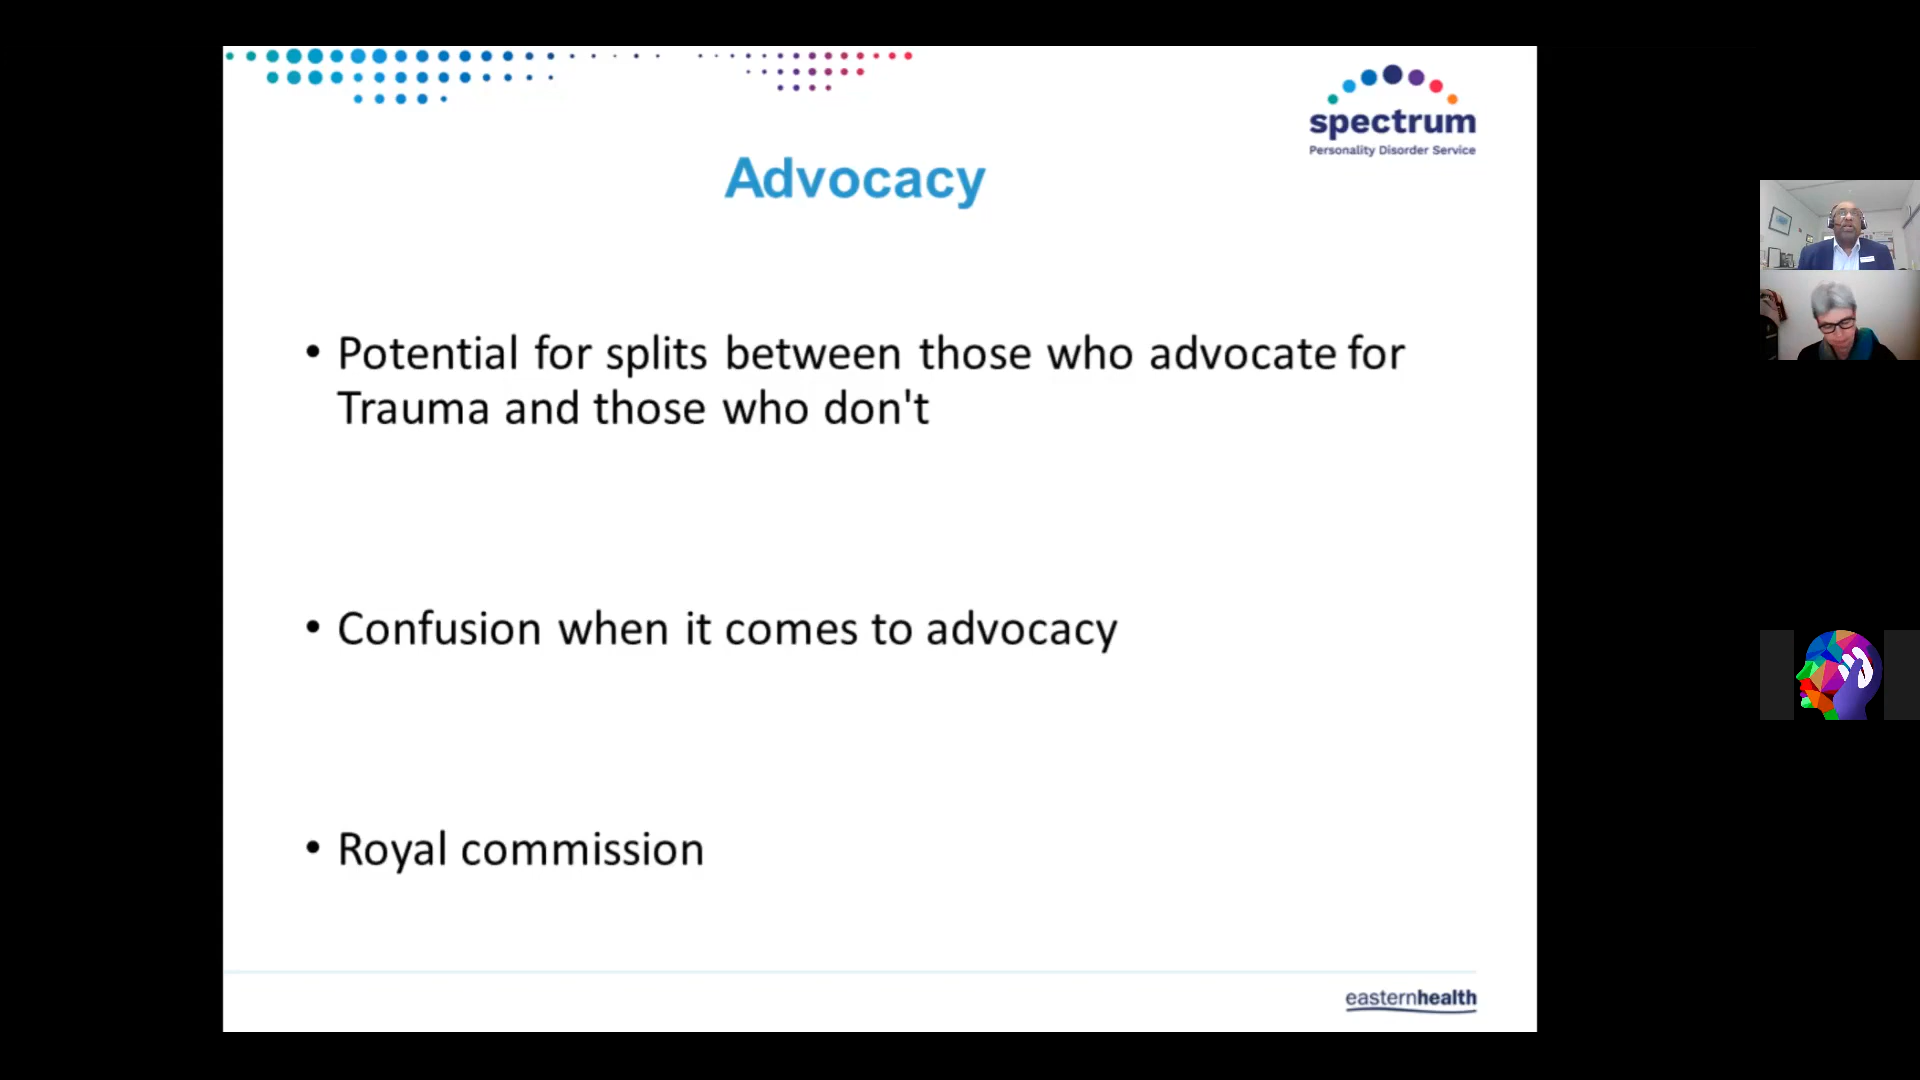 spectrum
Personality Disorder Service
Advocacy
• Potential for splits between those who advocate for
Trauma and those who don't
• Confusion when it comes to advocacy
• Royal commission
easternhealth